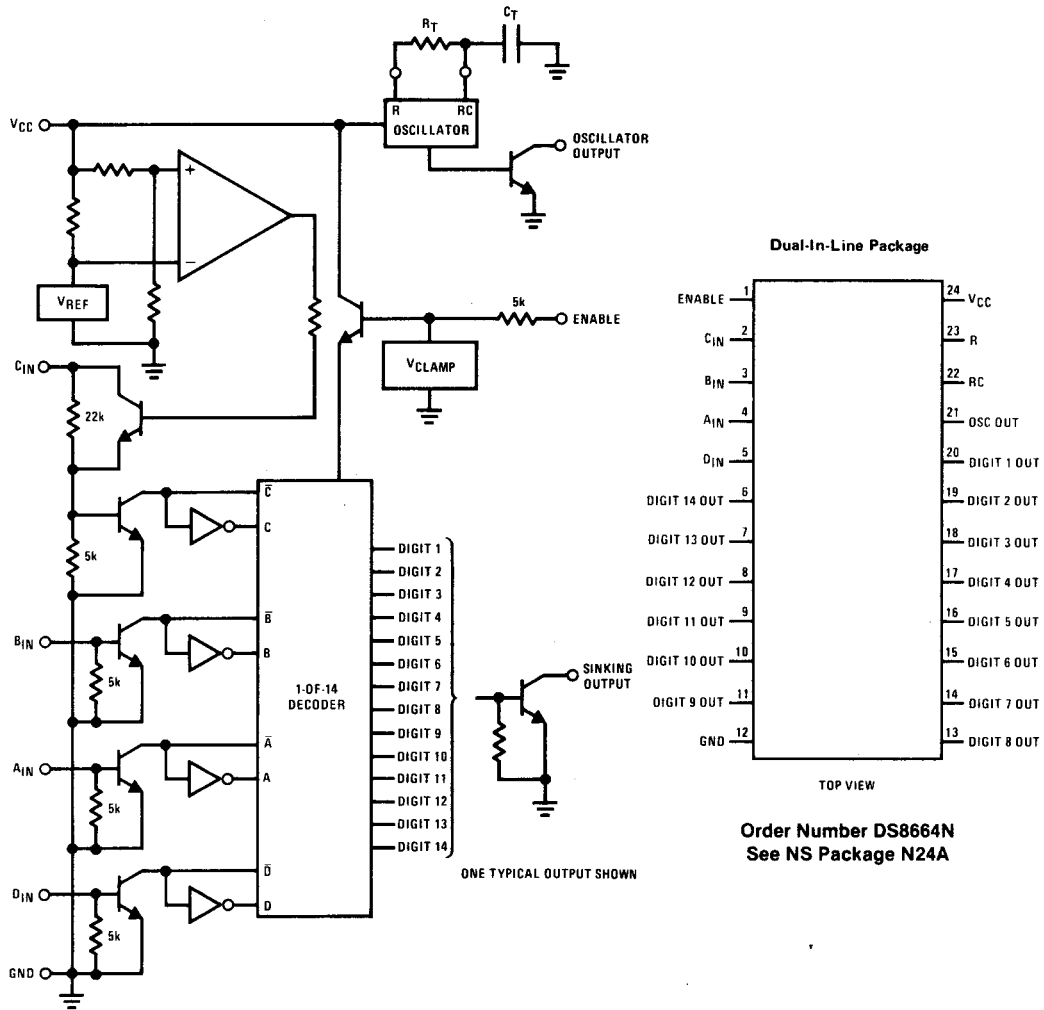 RT
CT
R
RC
OSCILLATOR
VCC
OSCILLATOR
OUTPUT
+
−
VREF
5k
ENABLE
VCLAMP
CIN
22k
C̅
C
5k
BIN
B̅
B
5k
1-OF-14
DECODER
AIN
A̅
A
5k
DIN
D̅
D
5k
GND
DIGIT 1
DIGIT 2
DIGIT 3
DIGIT 4
DIGIT 5
DIGIT 6
DIGIT 7
DIGIT 8
DIGIT 9
DIGIT 10
DIGIT 11
DIGIT 12
DIGIT 13
DIGIT 14
SINKING
OUTPUT
ONE TYPICAL OUTPUT SHOWN
Dual-In-Line Package
ENABLE 1
CIN 2
BIN 3
AIN 4
DIN 5
DIGIT 14 OUT 6
DIGIT 13 OUT 7
DIGIT 12 OUT 8
DIGIT 11 OUT 9
DIGIT 10 OUT 10
DIGIT 9 OUT 11
GND 12
24 VCC
23 R
22 RC
21 OSC OUT
20 DIGIT 1 OUT
19 DIGIT 2 OUT
18 DIGIT 3 OUT
17 DIGIT 4 OUT
16 DIGIT 5 OUT
15 DIGIT 6 OUT
14 DIGIT 7 OUT
13 DIGIT 8 OUT
TOP VIEW
Order Number DS8664N
See NS Package N24A